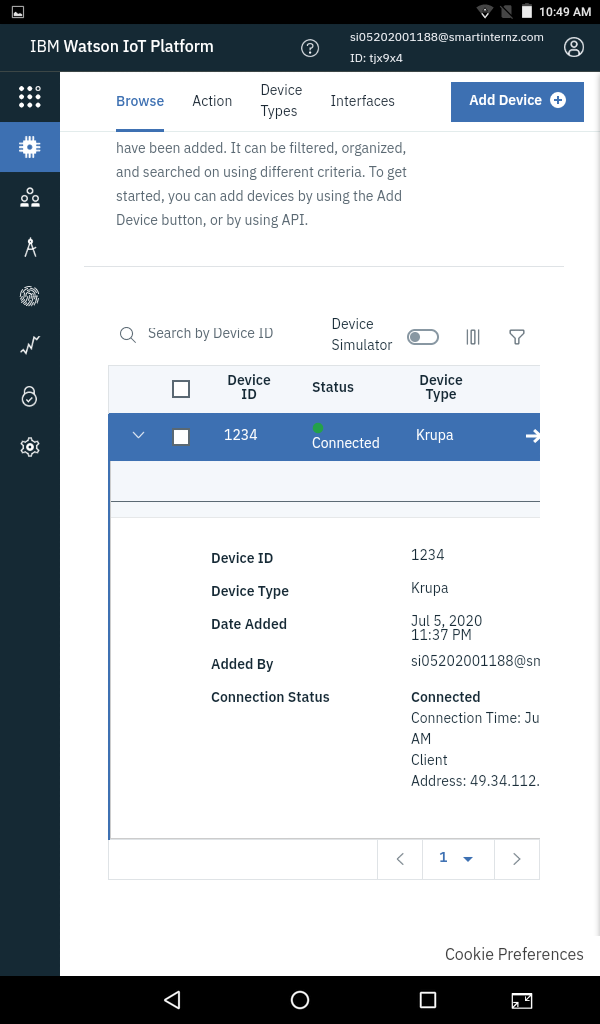 10:49 AM
IBM Watson IoT Platform
si05202001188@smartinternz.com
ID: tjx9x4
Browse
Action
Device
Types
Interfaces
Add Device
have been added. It can be filtered, organized,
and searched on using different criteria. To get
started, you can add devices by using the Add
Device button, or by using API.
Search by Device ID
Device
Simulator
Device
ID
Status
Device
Type
1234
Connected
Krupa
Device ID
1234
Device Type
Krupa
Date Added
Jul 5, 2020
11:37 PM
Added By
si05202001188@sm
Connection Status
Connected
Connection Time: Ju
AM
Client
Address: 49.34.112.
1
Cookie Preferences